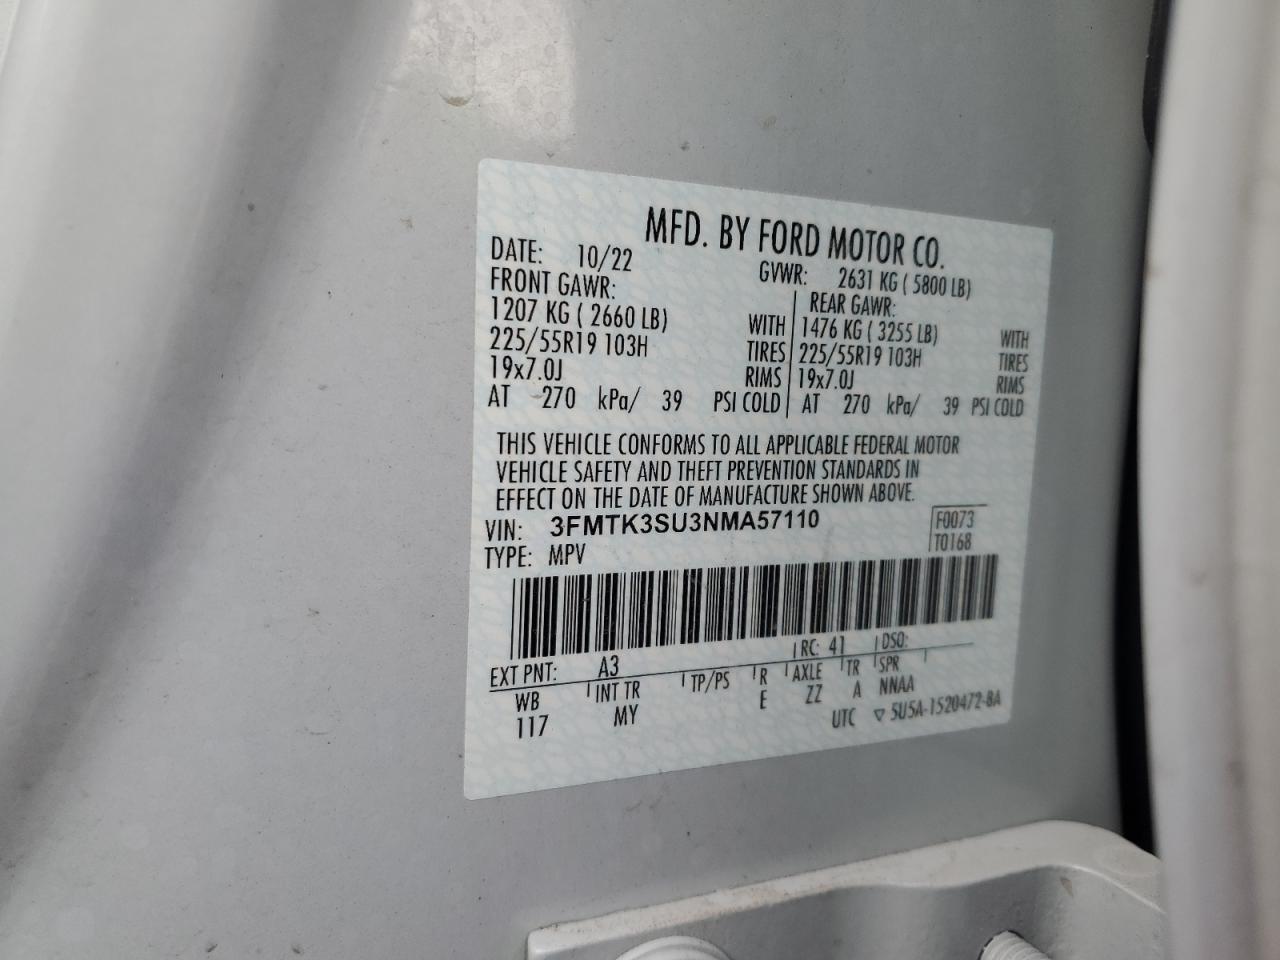 MFD. BY FORD MOTOR CO.
DATE: 10/22 GVWR: 2631 KG ( 5800 LB)
FRONT GAWR: REAR GAWR:
1207 KG ( 2660 LB) WITH 1476 KG ( 3255 LB) WITH
225/55R19 103H TIRES 225/55R19 103H TIRES
19x7.0J RIMS 19x7.0J RIMS
AT 270 kPa/ 39 PSI COLD AT 270 kPa/ 39 PSI COLD
THIS VEHICLE CONFORMS TO ALL APPLICABLE FEDERAL MOTOR
VEHICLE SAFETY AND THEFT PREVENTION STANDARDS IN
EFFECT ON THE DATE OF MANUFACTURE SHOWN ABOVE.
VIN: 3FMTK3SU3NMA57110 F0073
TYPE: MPV T0168
EXT PNT: A3 RC: 41 DSO:
WB INT TR TP/PS R AXLE TR SPR
117 MY E ZZ A NNAA
UTC ▽ 5U5A-1520472-BA